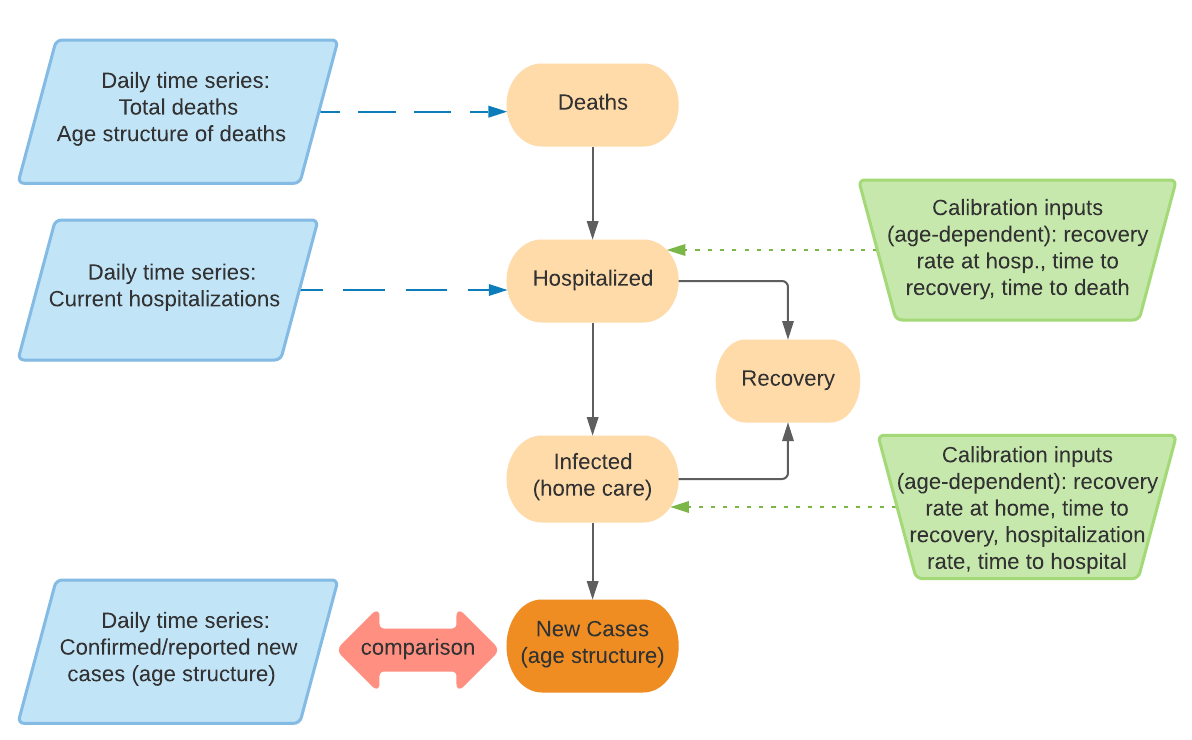 Daily time series:
Total deaths
Age structure of deaths
Deaths
Daily time series:
Current hospitalizations
Hospitalized
Calibration inputs
(age-dependent): recovery
rate at hosp., time to
recovery, time to death
Recovery
Infected
(home care)
Calibration inputs
(age-dependent): recovery
rate at home, time to
recovery, hospitalization
rate, time to hospital
Daily time series:
Confirmed/reported new
cases (age structure)
comparison
New Cases
(age structure)